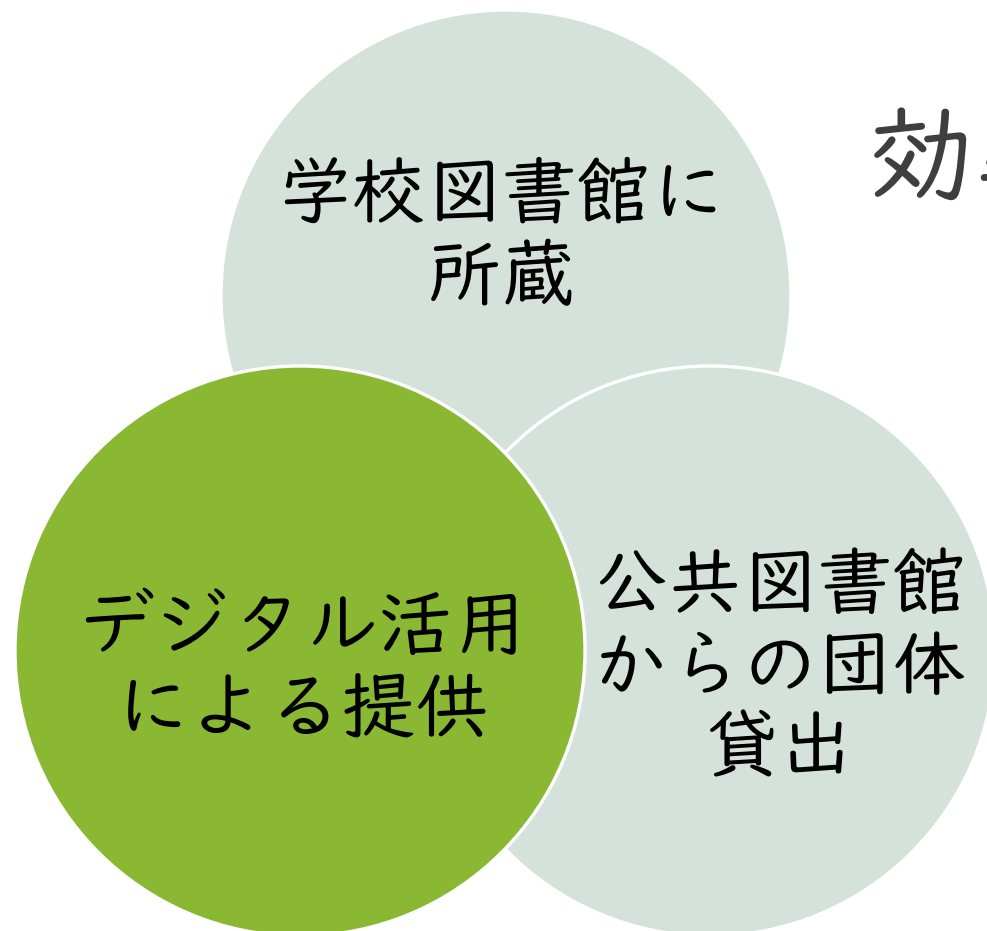 効
学校図書館に
所蔵
デジタル活用
による提供
公共図書館
からの団体
貸出